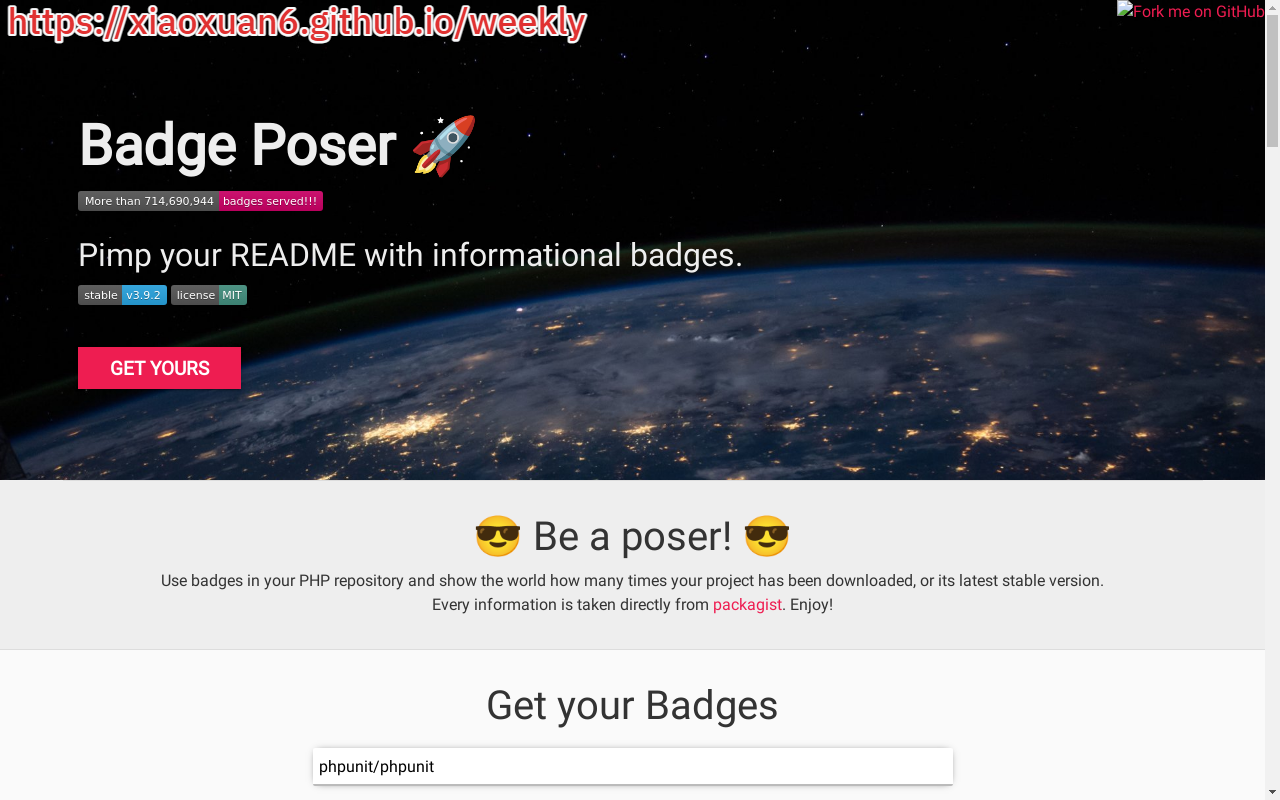 https://xiaoxuan6.github.io/weekly
Fork me on GitHub
Badge Poser 🚀
More than 714,690,944 badges served!!!
Pimp your README with informational badges.
stable v3.9.2 license MIT
GET YOURS
😎 Be a poser! 😎
Use badges in your PHP repository and show the world how many times your project has been downloaded, or its latest stable version.
Every information is taken directly from packagist. Enjoy!
Get your Badges
phpunit/phpunit